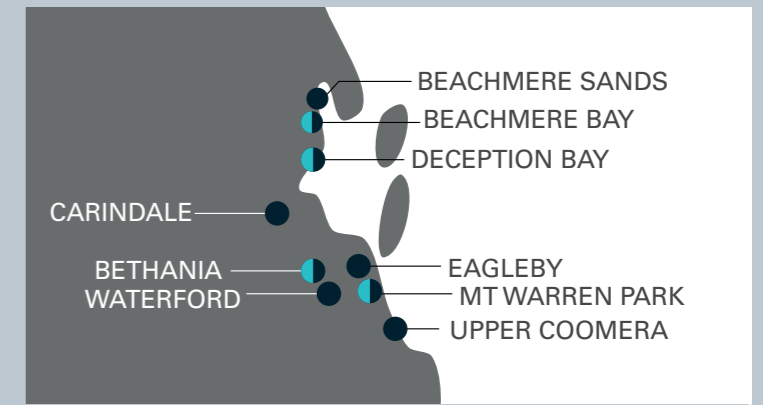 BEACHMERE SANDS
BEACHMERE BAY
DECEPTION BAY
CARINDALE
BETHANIA
EAGLEBY
WATERFORD
MT WARREN PARK
UPPER COOMERA